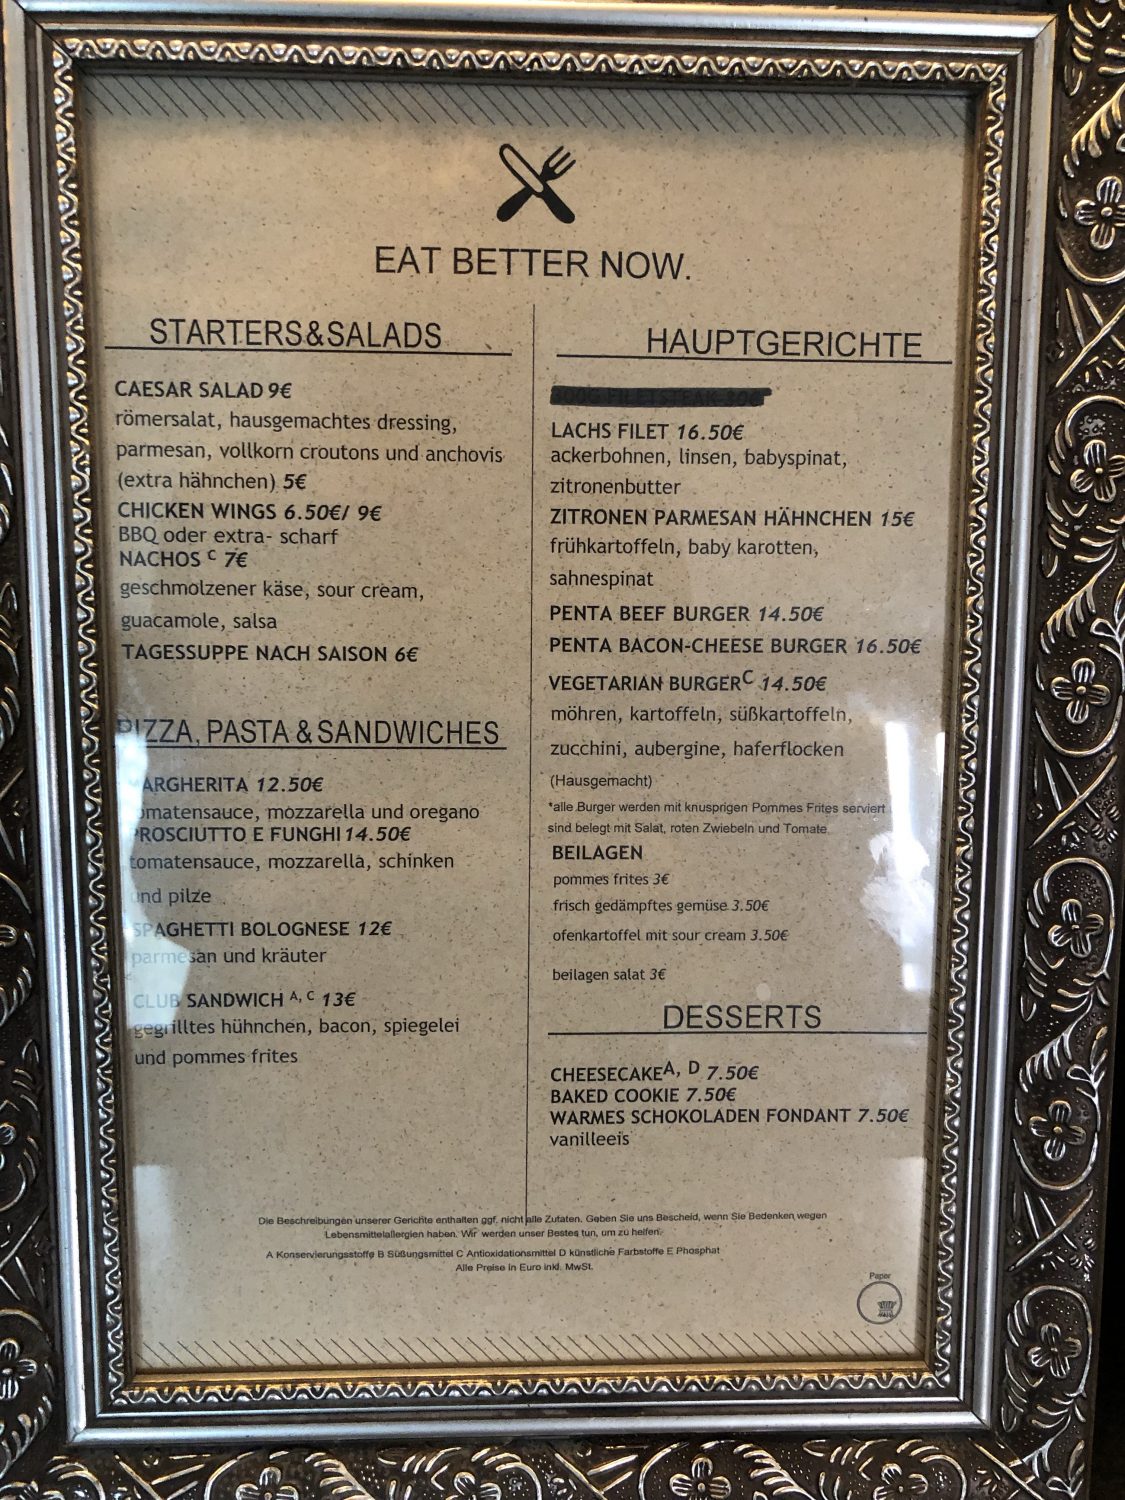 EAT BETTER NOW.
STARTERS&SALADS
CAESAR SALAD 9€
römersalat, hausgemachtes dressing,
parmesan, vollkorn croutons und anchovis
(extra hähnchen) 5€
CHICKEN WINGS 6.50€/ 9€
BBQ oder extra- scharf
NACHOS C 7€
geschmolzener käse, sour cream,
guacamole, salsa
TAGESSUPPE NACH SAISON 6€
PIZZA, PASTA & SANDWICHES
MARGHERITA 12.50€
tomatensauce, mozzarella und oregano
PROSCIUTTO E FUNGHI 14.50€
tomatensauce, mozzarella, schinken
und pilze
SPAGHETTI BOLOGNESE 12€
parmesan und kräuter
CLUB SANDWICH A, C 13€
gegrilltes hühnchen, bacon, spiegelei
und pommes frites
HAUPTGERICHTE
LACHS FILET 16.50€
ackerbohnen, linsen, babyspinat,
zitronenbutter
ZITRONEN PARMESAN HÄHNCHEN 15€
frühkartoffeln, baby karotten,
sahnespinat
PENTA BEEF BURGER 14.50€
PENTA BACON-CHEESE BURGER 16.50€
VEGETARIAN BURGER C 14.50€
möhren, kartoffeln, süßkartoffeln,
zucchini, aubergine, haferflocken
(Hausgemacht)
*alle Burger werden mit knusprigen Pommes Frites serviert
sind belegt mit Salat, roten Zwiebeln und Tomate.
BEILAGEN
pommes frites 3€
frisch gedämpftes gemüse 3.50€
ofenkartoffel mit sour cream 3.50€
beilagen salat 3€
DESSERTS
CHEESECAKE A, D 7.50€
BAKED COOKIE 7.50€
WARMES SCHOKOLADEN FONDANT 7.50€
vanilleeis
Die Beschreibungen unserer Gerichte enthalten ggf. nicht alle Zutaten. Geben Sie uns Bescheid, wenn Sie Bedenken wegen
Lebensmittelallergien haben. Wir werden unser Bestes tun, um zu helfen.
A Konservierungsstoffe B Süßungsmittel C Antioxidationsmittel D künstliche Farbstoffe E Phosphat
Alle Preise in Euro inkl. MwSt.
Paper